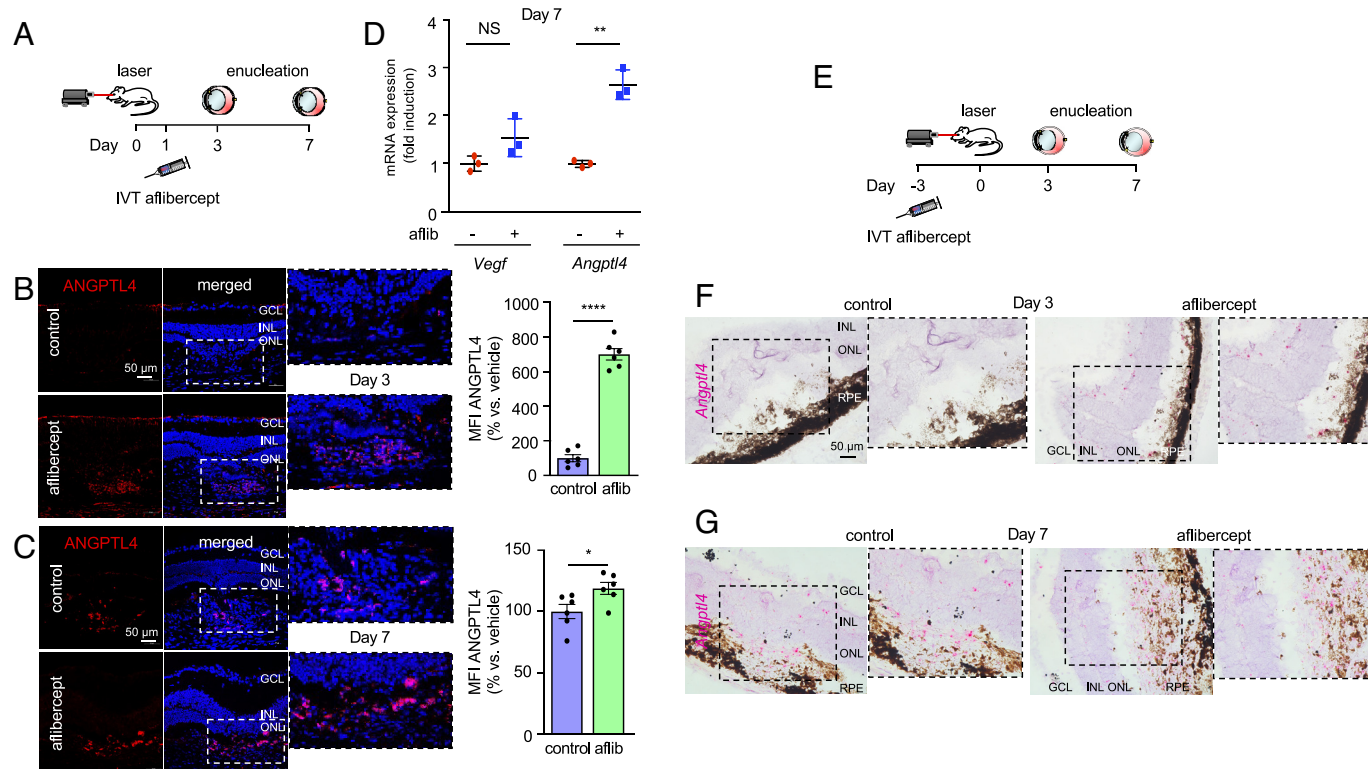 A
laser
enucleation
Day
0
1
3
7
IVT aflibercept
D
Day 7
mRNA expression
(fold induction)
4
3
2
1
0
NS
**
aflib
-
+
-
+
Vegf
Angptl4
E
laser
enucleation
Day
-3
0
3
7
IVT aflibercept
B
ANGPTL4
merged
control
50 µm
GCL
INL
ONL
Day 3
aflibercept
GCL
INL
ONL
MFI ANGPTL4
(% vs. vehicle)
1000
800
600
400
200
0
****
control
aflib
C
ANGPTL4
merged
control
50 µm
GCL
INL
ONL
Day 7
aflibercept
GCL
INL
ONL
MFI ANGPTL4
(% vs. vehicle)
150
100
50
0
*
control
aflib
F
control
Day 3
aflibercept
Angptl4
INL
ONL
RPE
50 µm
GCL
INL
ONL
RPE
G
control
Day 7
aflibercept
Angptl4
GCL
INL
ONL
RPE
GCL
INL
ONL
RPE